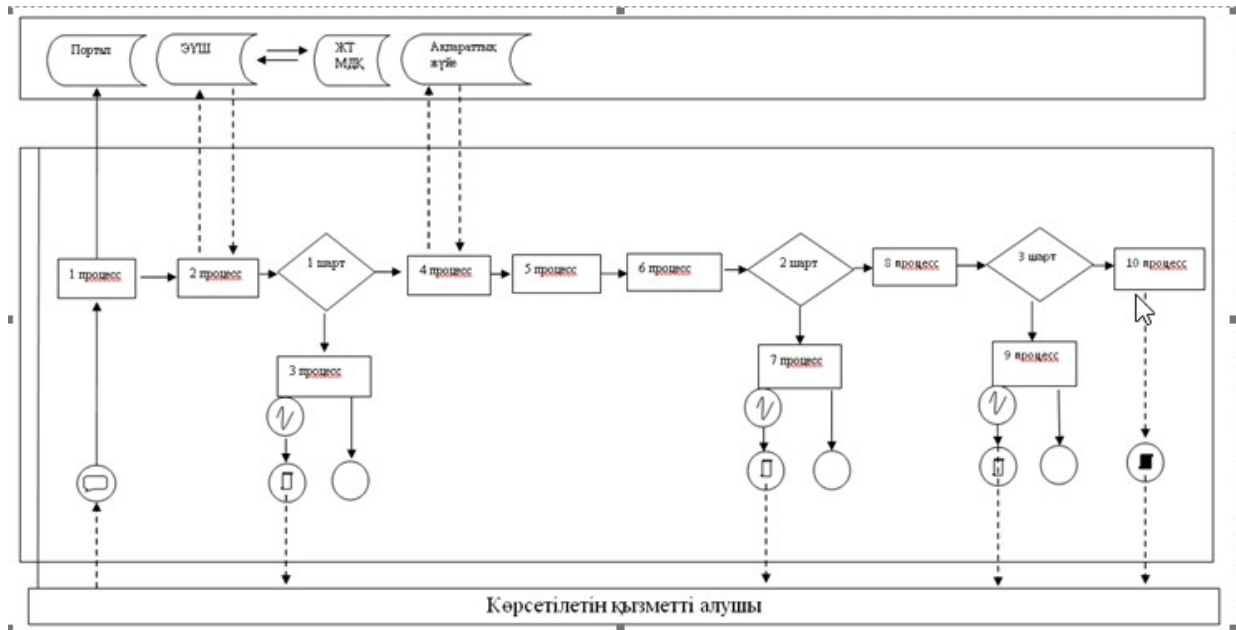 Портал
ЭҮШ
ЖТ
МДҚ
Ақпараттық
жүйе
1 процесс
2 процесс
1 шарт
4 процесс
5 процесс
6 процесс
2 шарт
8 процесс
3 шарт
10 процесс
3 процесс
7 процесс
9 процесс
Көрсетілетін қызметті алушы